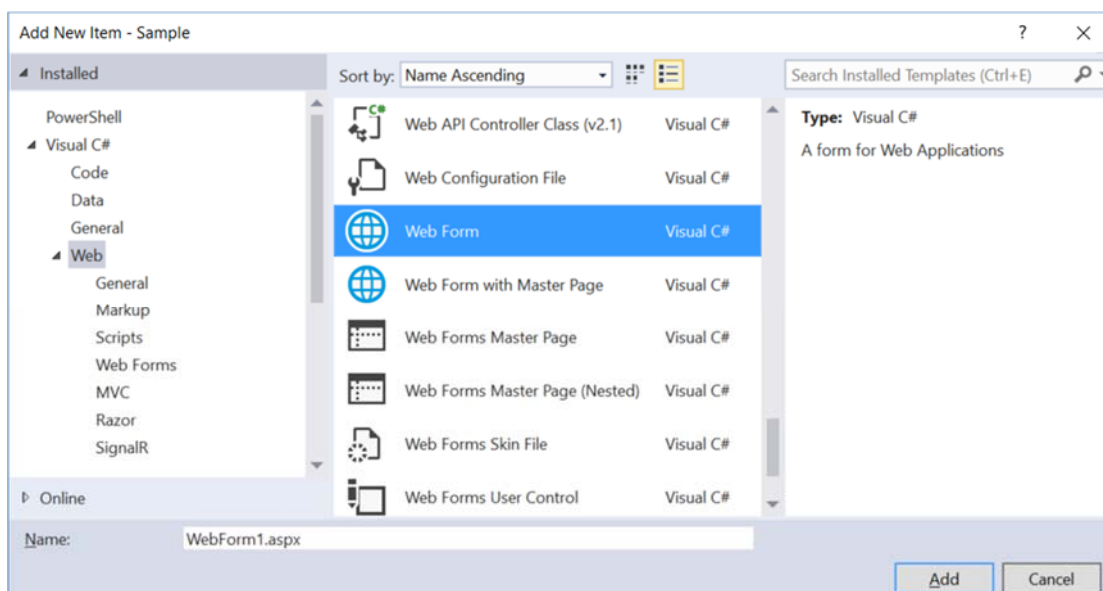 Add New Item - Sample
?
Installed
Sort by: Name Ascending
Search Installed Templates (Ctrl+E)
PowerShell
Visual C#
Code
Data
General
Web
General
Markup
Scripts
Web Forms
MVC
Razor
SignalR
Online
C#
Web API Controller Class (v2.1) Visual C#
Web Configuration File Visual C#
Web Form Visual C#
Web Form with Master Page Visual C#
Web Forms Master Page Visual C#
Web Forms Master Page (Nested) Visual C#
Web Forms Skin File Visual C#
Web Forms User Control Visual C#
Type: Visual C#
A form for Web Applications
Name: WebForm1.aspx
Add Cancel